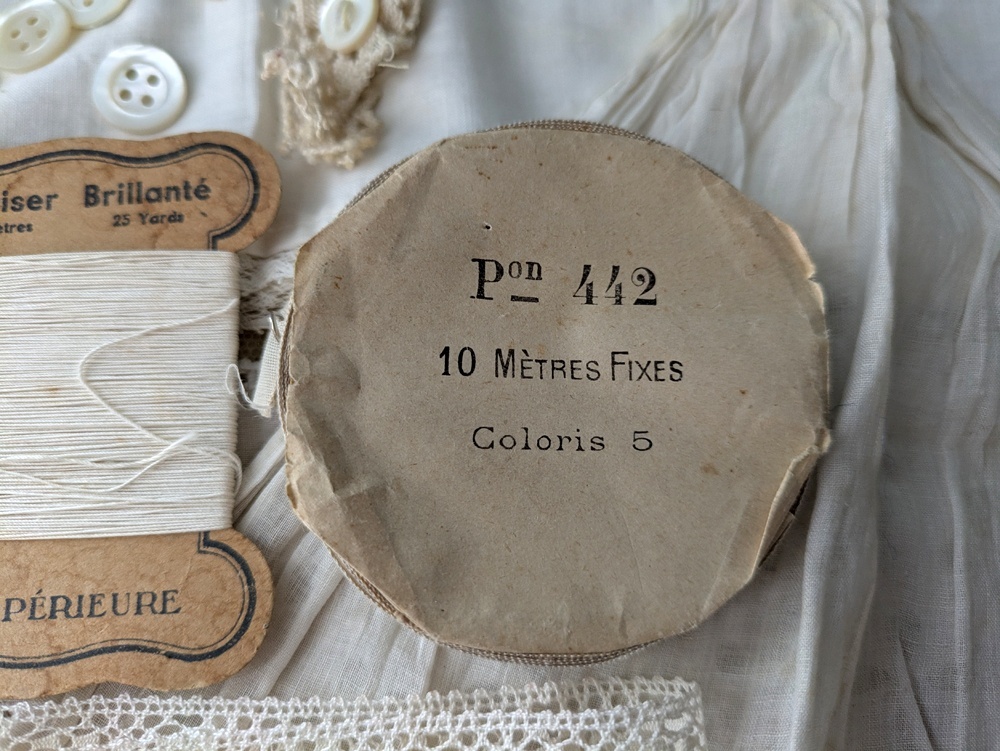 iser Brillanté
25 Yards
Pon 442
10 MÈTRES FIXES
Coloris 5
PÉRIEURE